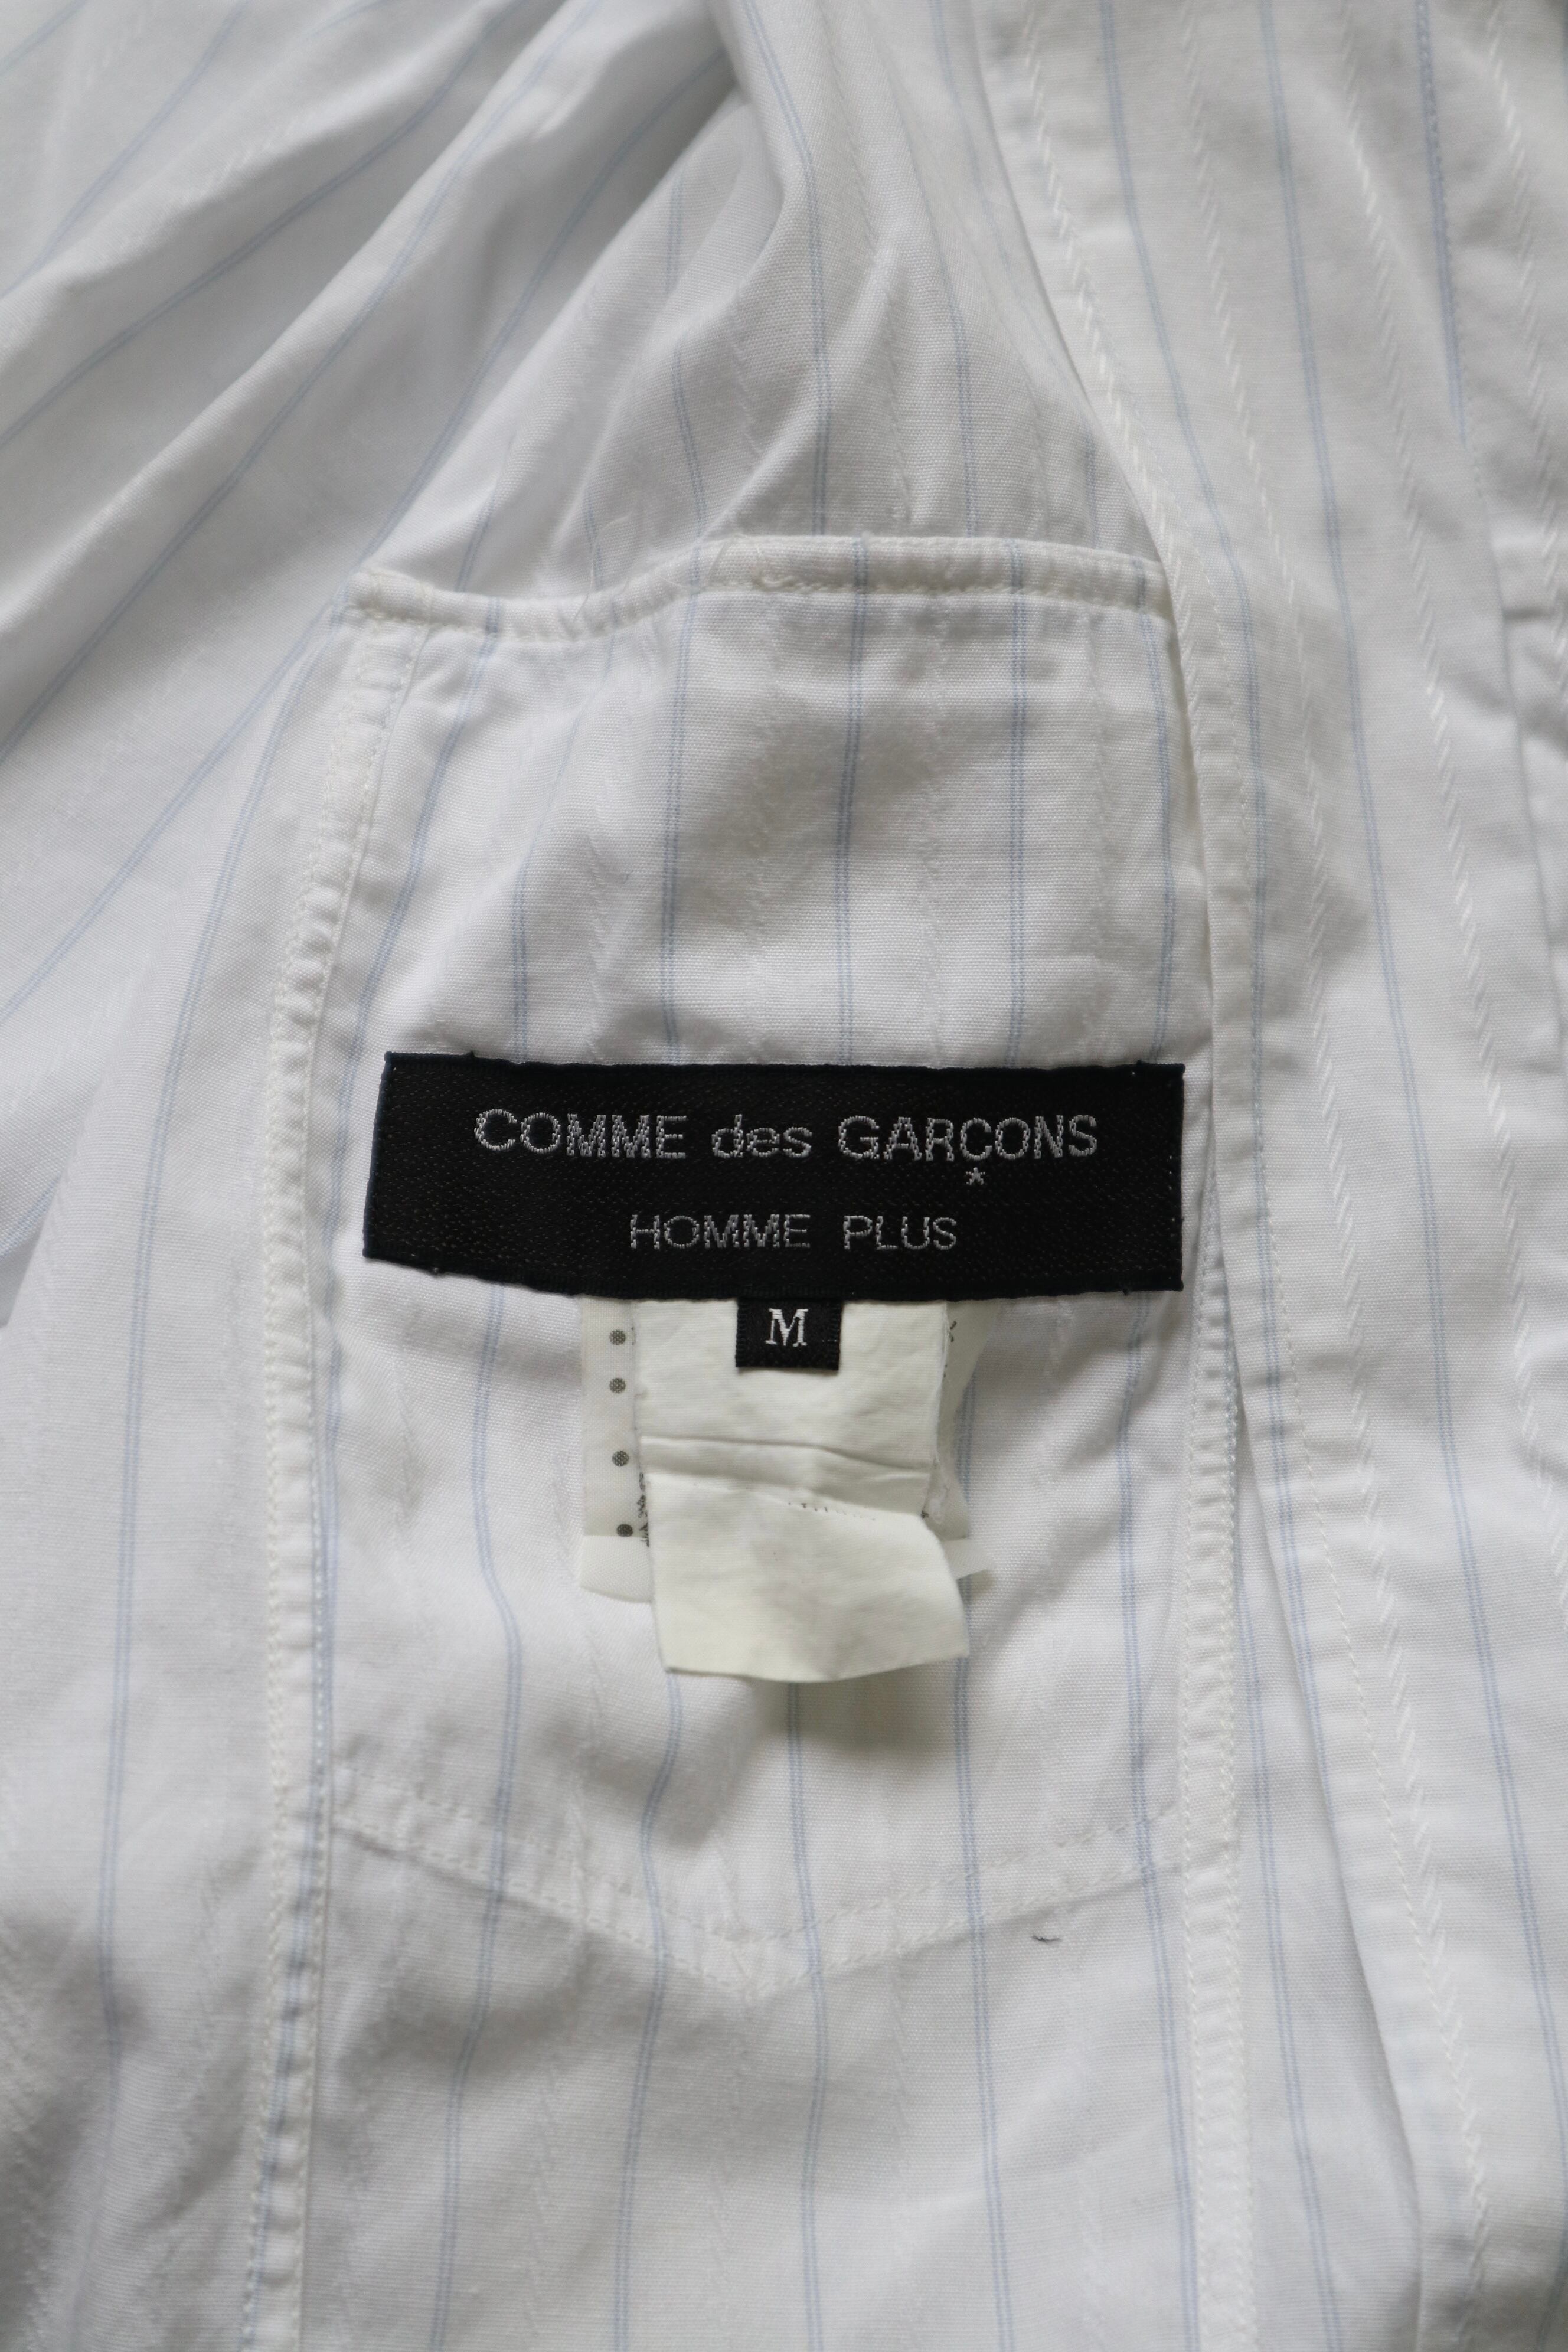 COMME des GARÇONS
*
HOMME PLUS
M